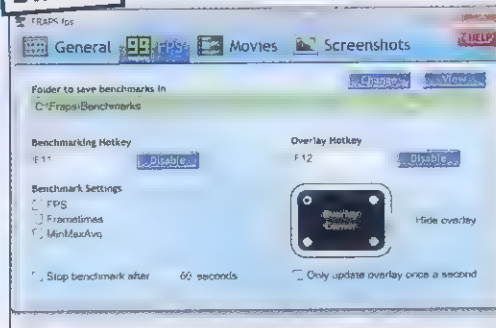 FRAPS fps
General 99 FPS Movies Screenshots HELP
Folder to save benchmarks in
Change View
C:\Fraps\Benchmarks
Benchmarking Hotkey
F11 Disable
Overlay Hotkey
F12 Disable
Benchmark Settings
FPS
Frametimes
MinMaxAvg
Overlay
Corner
Hide overlay
Stop benchmark after 60 seconds
Only update overlay once a second